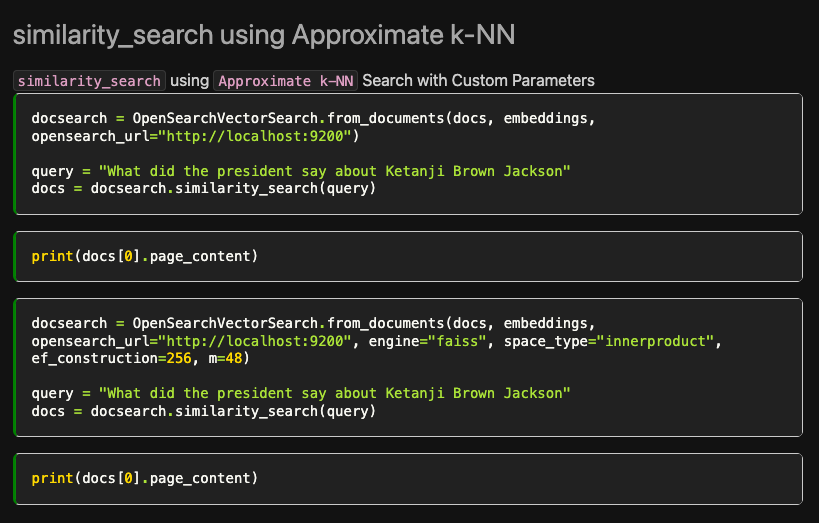 similarity_search using Approximate k-NN
similarity_search using Approximate k-NN Search with Custom Parameters
docsearch = OpenSearchVectorSearch.from_documents(docs, embeddings,
opensearch_url="http://localhost:9200")
query = "What did the president say about Ketanji Brown Jackson"
docs = docsearch.similarity_search(query)
print(docs[0].page_content)
docsearch = OpenSearchVectorSearch.from_documents(docs, embeddings,
opensearch_url="http://localhost:9200", engine="faiss", space_type="innerproduct",
ef_construction=256, m=48)
query = "What did the president say about Ketanji Brown Jackson"
docs = docsearch.similarity_search(query)
print(docs[0].page_content)